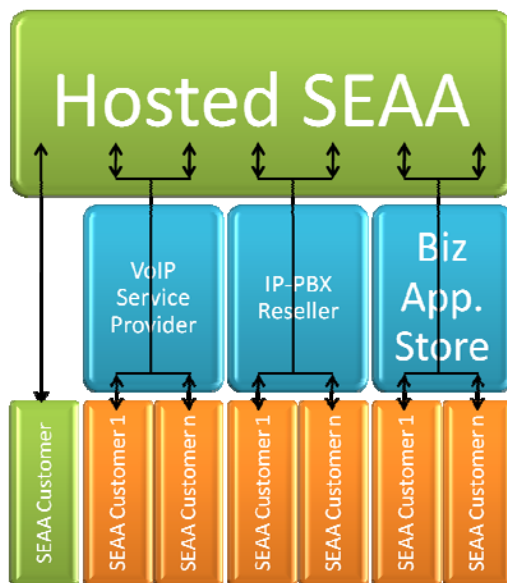 Hosted SEAA
VoIP
Service
Provider
IP-PBX
Reseller
Biz
App.
Store
SEAA Customer
SEAA Customer 1
SEAA Customer n
SEAA Customer 1
SEAA Customer n
SEAA Customer 1
SEAA Customer n